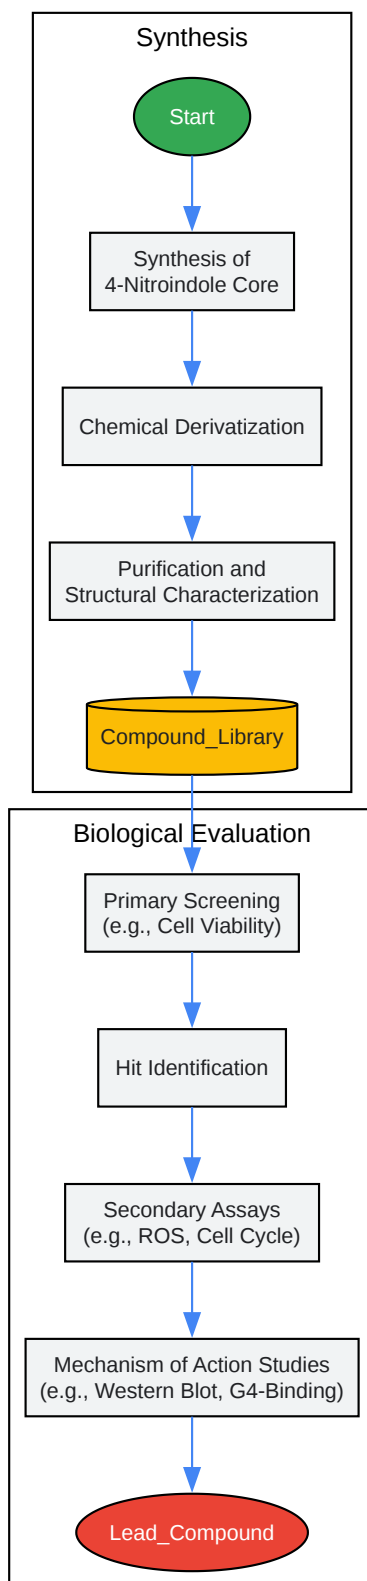 Synthesis
Start
Synthesis of
4-Nitroindole Core
Chemical Derivatization
Purification and
Structural Characterization
Compound_Library
Biological Evaluation
Primary Screening
(e.g., Cell Viability)
Hit Identification
Secondary Assays
(e.g., ROS, Cell Cycle)
Mechanism of Action Studies
(e.g., Western Blot, G4-Binding)
Lead_Compound